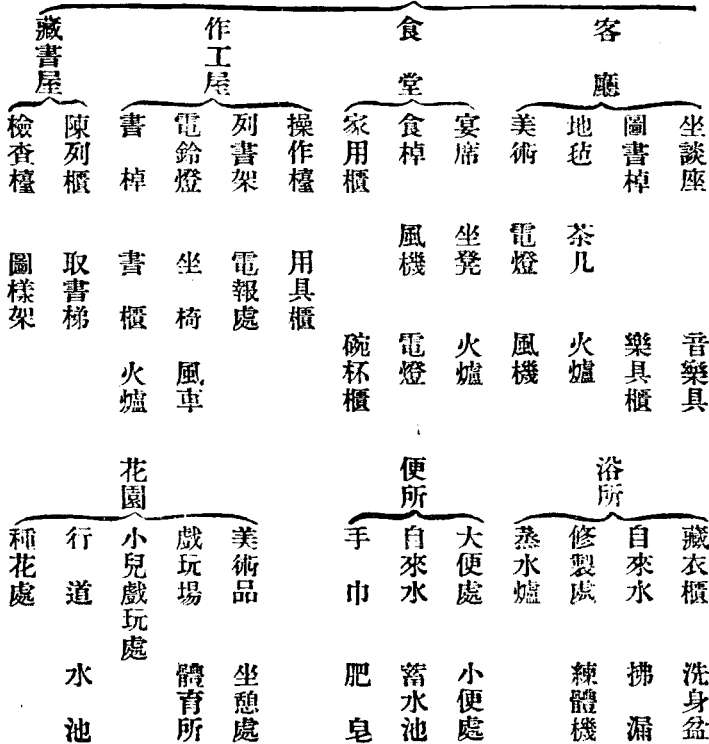 客廳
坐談座 音樂具
圖書棹 樂具櫃
地毡 茶几 火爐
美術 電燈 風機
食堂
宴席 坐凳 火爐
食棹 風機 電燈
家用櫃 碗杯櫃
作工房
操作檯 用具櫃
列書架 電報處
電鈴燈 坐椅 風車
書棹 書櫃 火爐
藏書屋
陳列櫃 取書梯
檢查檯 圖樣架
浴所
藏衣櫃 洗身盆
自來水 拂漏
修製處 練體機
蒸水爐
便所
大便處 小便處
自來水 蓄水池
手巾 肥皂
花園
美術品 坐憩處
戲玩場 體育所
小兒戲玩處
行道 水池
種花處